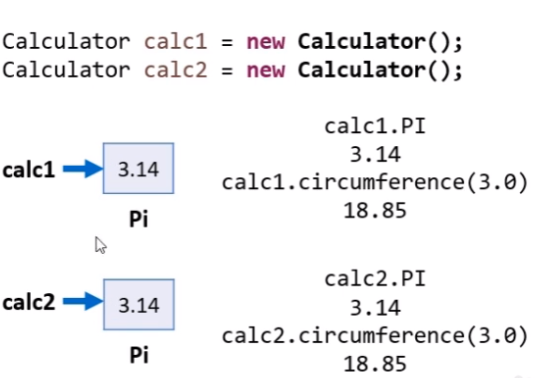 Calculator calc1 = new Calculator();
Calculator calc2 = new Calculator();
calc1.PI
3.14
calc1 3.14
calc1.circumference(3.0)
18.85
Pi
calc2.PI
3.14
calc2 3.14
calc2.circumference(3.0)
18.85
Pi